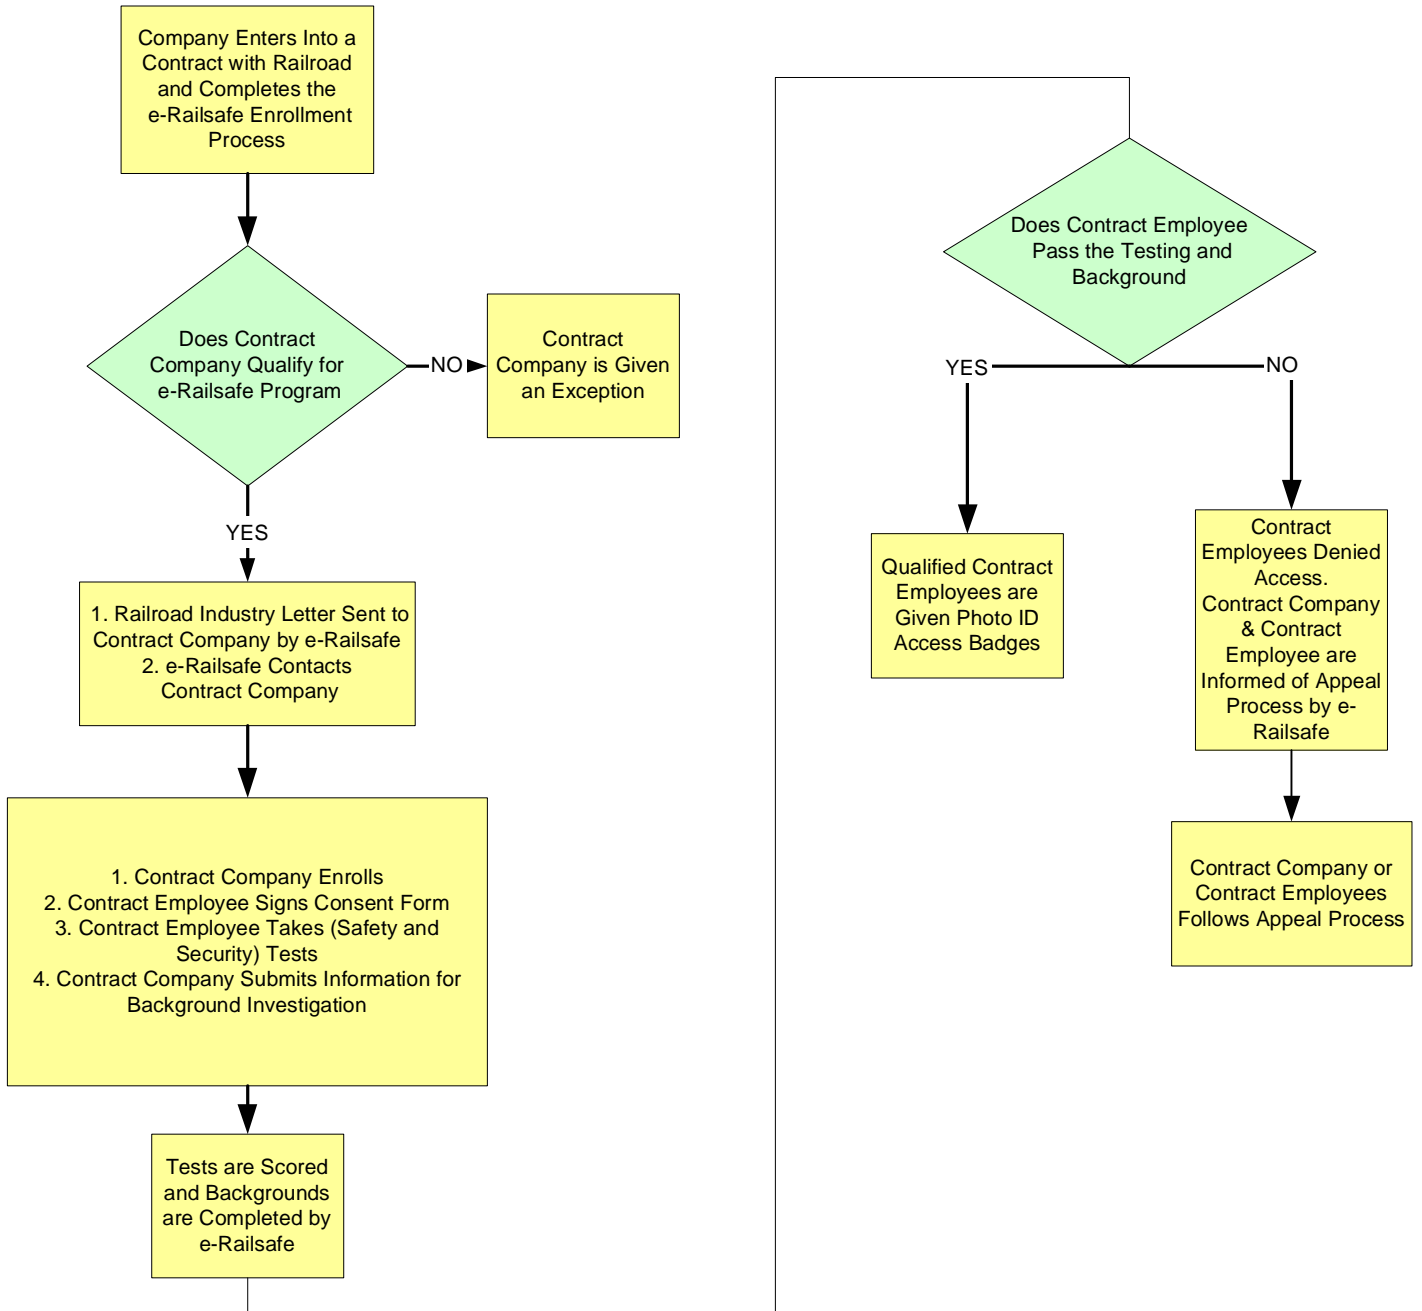 Company Enters Into a
Contract with Railroad
and Completes the
e-Railsafe Enrollment
Process
Does Contract
Company Qualify for
e-Railsafe Program
NO
Contract
Company is Given
an Exception
YES
1. Railroad Industry Letter Sent to
Contract Company by e-Railsafe
2. e-Railsafe Contacts
Contract Company
1. Contract Company Enrolls
2. Contract Employee Signs Consent Form
3. Contract Employee Takes (Safety and
Security) Tests
4. Contract Company Submits Information for
Background Investigation
Tests are Scored
and Backgrounds
are Completed by
e-Railsafe
Does Contract Employee
Pass the Testing and
Background
YES
NO
Qualified Contract
Employees are
Given Photo ID
Access Badges
Contract
Employees Denied
Access.
Contract Company
& Contract
Employee are
Informed of Appeal
Process by e-
Railsafe
Contract Company or
Contract Employees
Follows Appeal Process